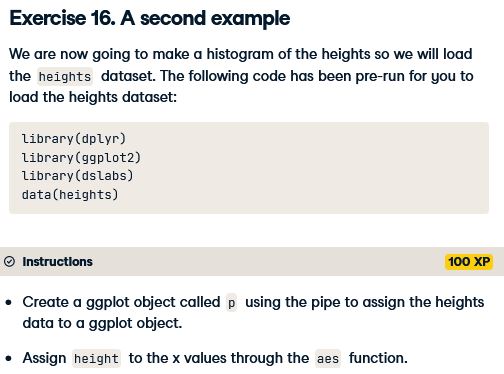 Exercise 16. A second example
We are now going to make a histogram of the heights so we will load
the heights dataset. The following code has been pre-run for you to
load the heights dataset:
library(dplyr)
library(ggplot2)
library(dslabs)
data(heights)
Instructions 100 XP
• Create a ggplot object called p using the pipe to assign the heights
data to a ggplot object.
• Assign height to the x values through the aes function.